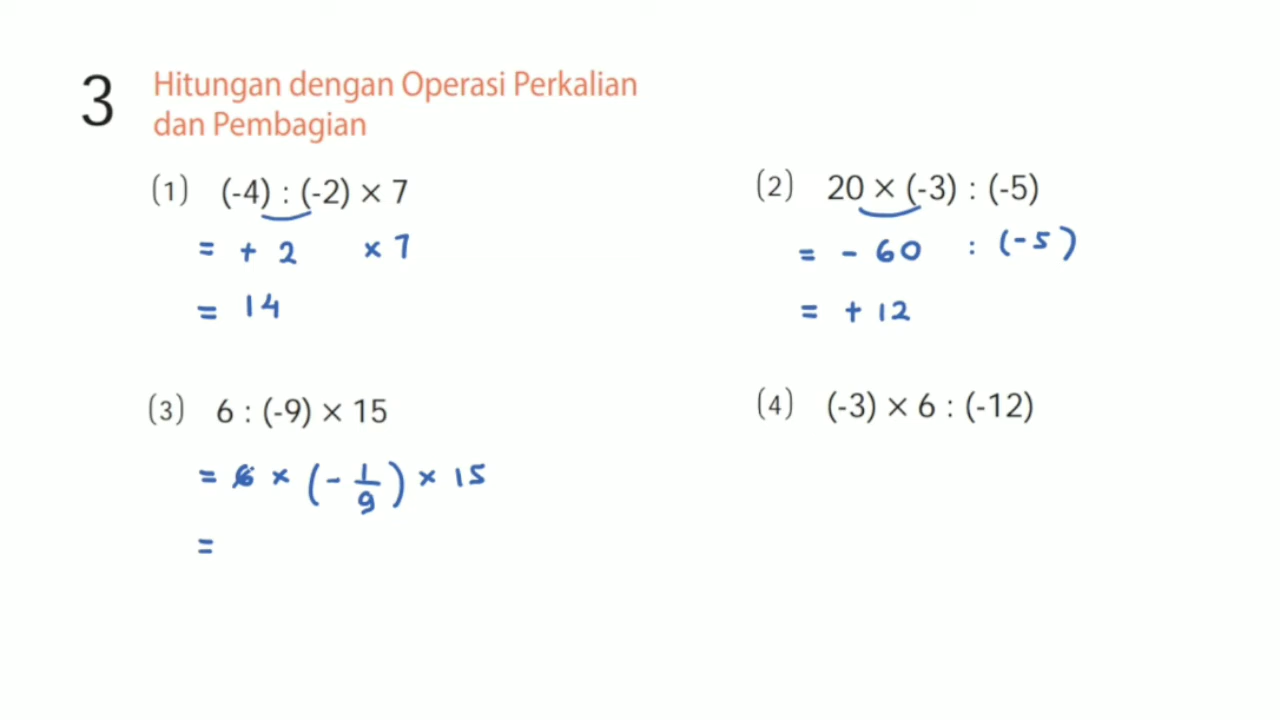 3 Hitungan dengan Operasi Perkalian
dan Pembagian
(1) (-4) : (-2) × 7
= + 2 × 7
= 14
(2) 20 × (-3) : (-5)
= - 60 : (-5)
= + 12
(3) 6 : (-9) × 15
= 6 × (- 1/9) × 15
=
(4) (-3) × 6 : (-12)